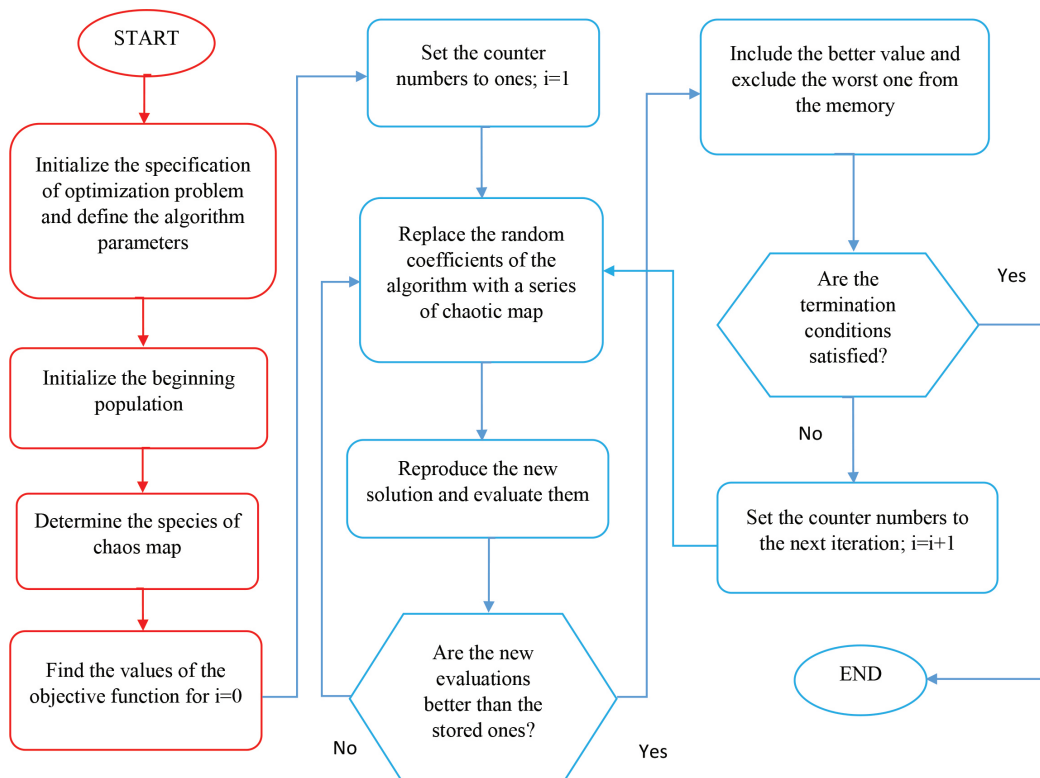 START
Initialize the specification
of optimization problem
and define the algorithm
parameters
Initialize the beginning
population
Determine the species of
chaos map
Find the values of the
objective function for i=0
Set the counter
numbers to ones; i=1
Replace the random
coefficients of the
algorithm with a series
of chaotic map
Reproduce the new
solution and evaluate them
Are the new
evaluations
better than the
stored ones?
No
Yes
Include the better value and
exclude the worst one from
the memory
Are the
termination
conditions
satisfied?
Yes
No
Set the counter numbers to
the next iteration; i=i+1
END